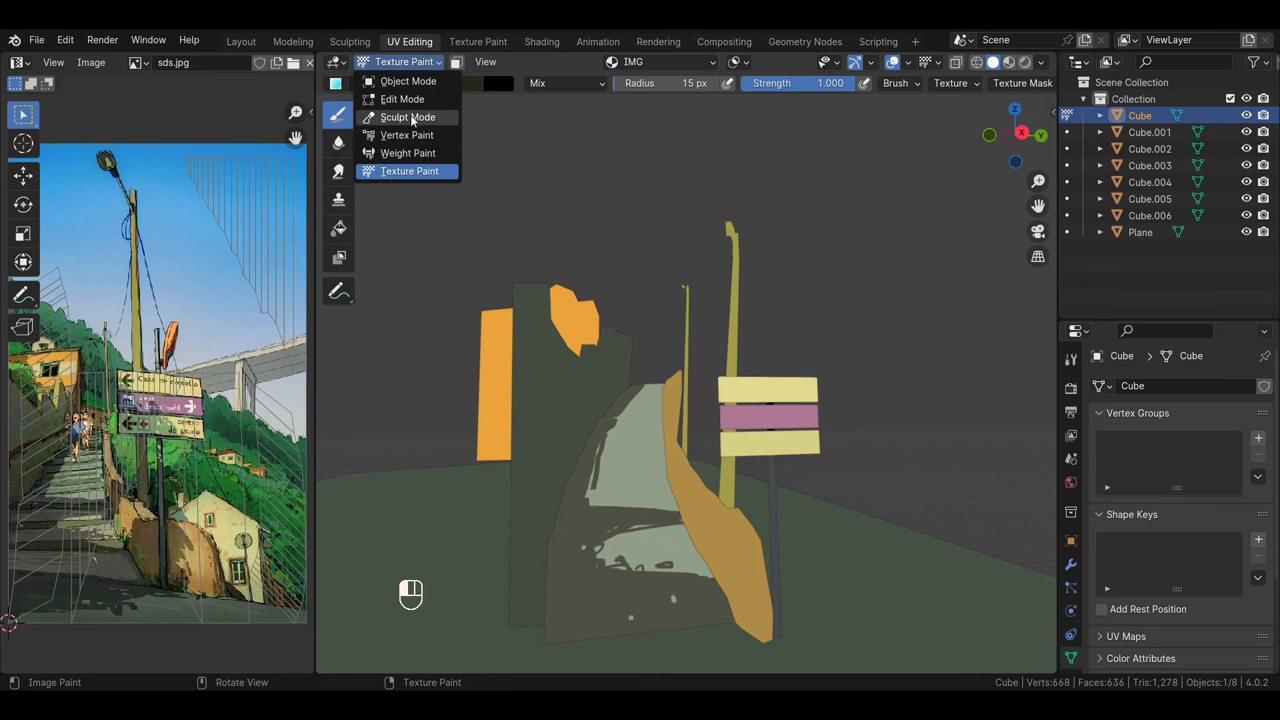 File Edit Render Window Help Layout Modeling Sculpting UV Editing Texture Paint Shading Animation Rendering Compositing Geometry Nodes Scripting Scene ViewLayer
View Image sds.jpg Texture Paint View IMG
Mix Radius 15 px Strength 1.000 Brush Texture Texture Mask
Object Mode
Edit Mode
Sculpt Mode
Vertex Paint
Weight Paint
Texture Paint
Z
X
Y
Scene Collection
Collection
Cube
Cube.001
Cube.002
Cube.003
Cube.004
Cube.005
Cube.006
Plane
Cube Cube
Cube
Vertex Groups
Shape Keys
Add Rest Position
UV Maps
Color Attributes
Image Paint Rotate View Texture Paint Cube | Verts:668 | Faces:636 | Tris:1,278 | Objects:1/8 | 4.0.2